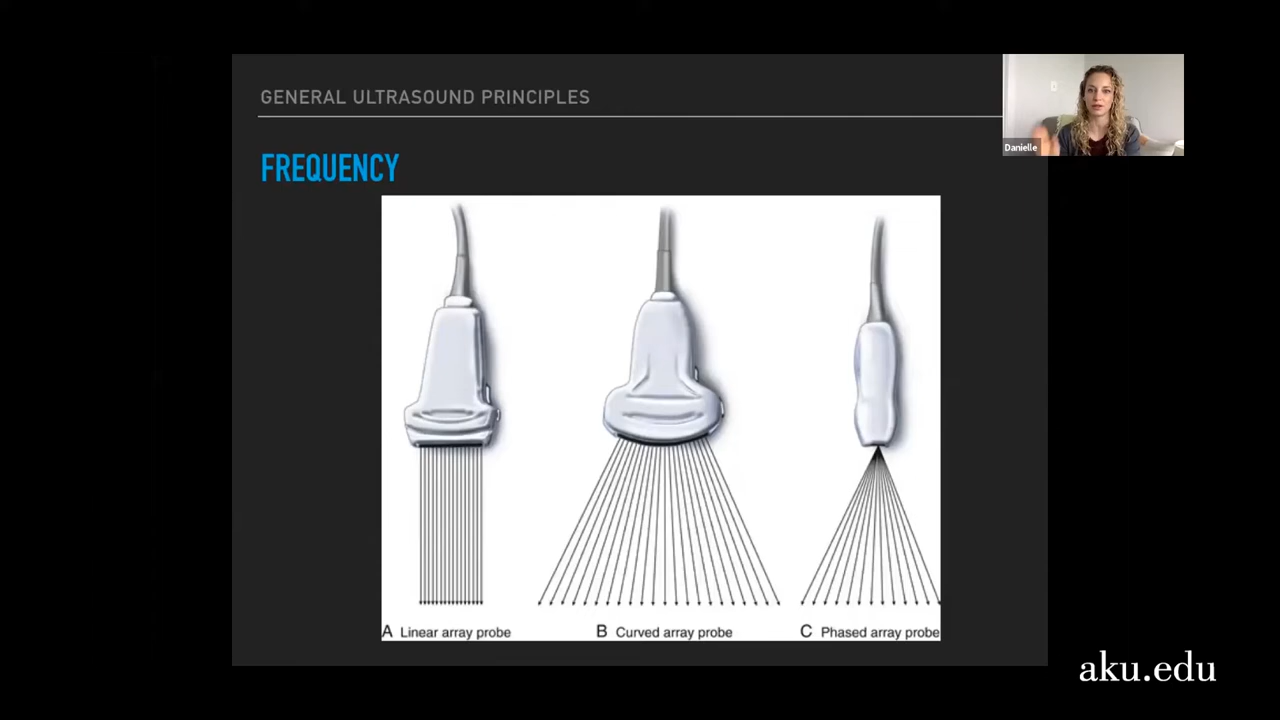 GENERAL ULTRASOUND PRINCIPLES
Danielle
FREQUENCY
A Linear array probe
B Curved array probe
C Phased array probe
aku.edu